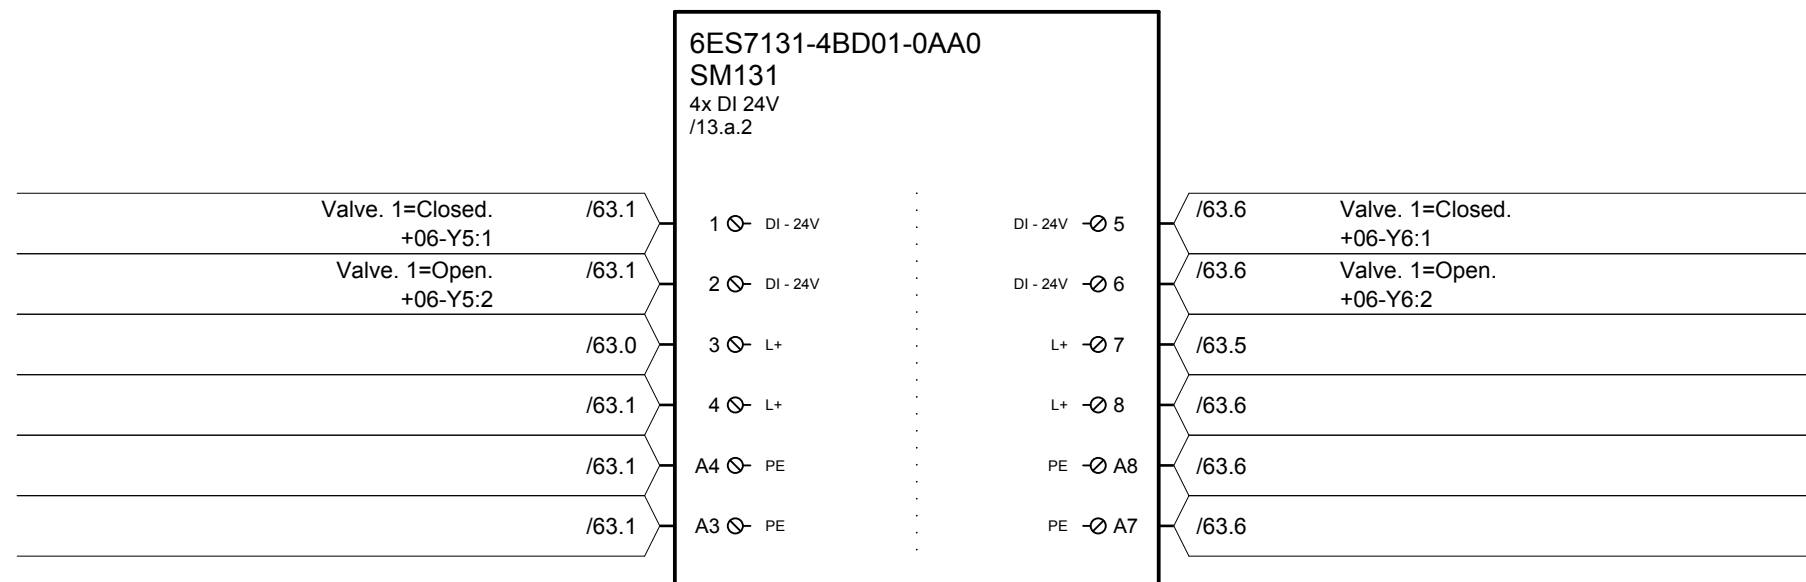 6ES7131-4BD01-0AA0
SM131
4x DI 24V
/13.a.2
Valve. 1=Closed. /63.1 1 DI - 24V DI - 24V 5 /63.6 Valve. 1=Closed.
+06-Y5:1 +06-Y6:1
Valve. 1=Open. /63.1 2 DI - 24V DI - 24V 6 /63.6 Valve. 1=Open.
+06-Y5:2 +06-Y6:2
/63.0 3 L+ L+ 7 /63.5
/63.1 4 L+ L+ 8 /63.6
/63.1 A4 PE PE A8 /63.6
/63.1 A3 PE PE A7 /63.6